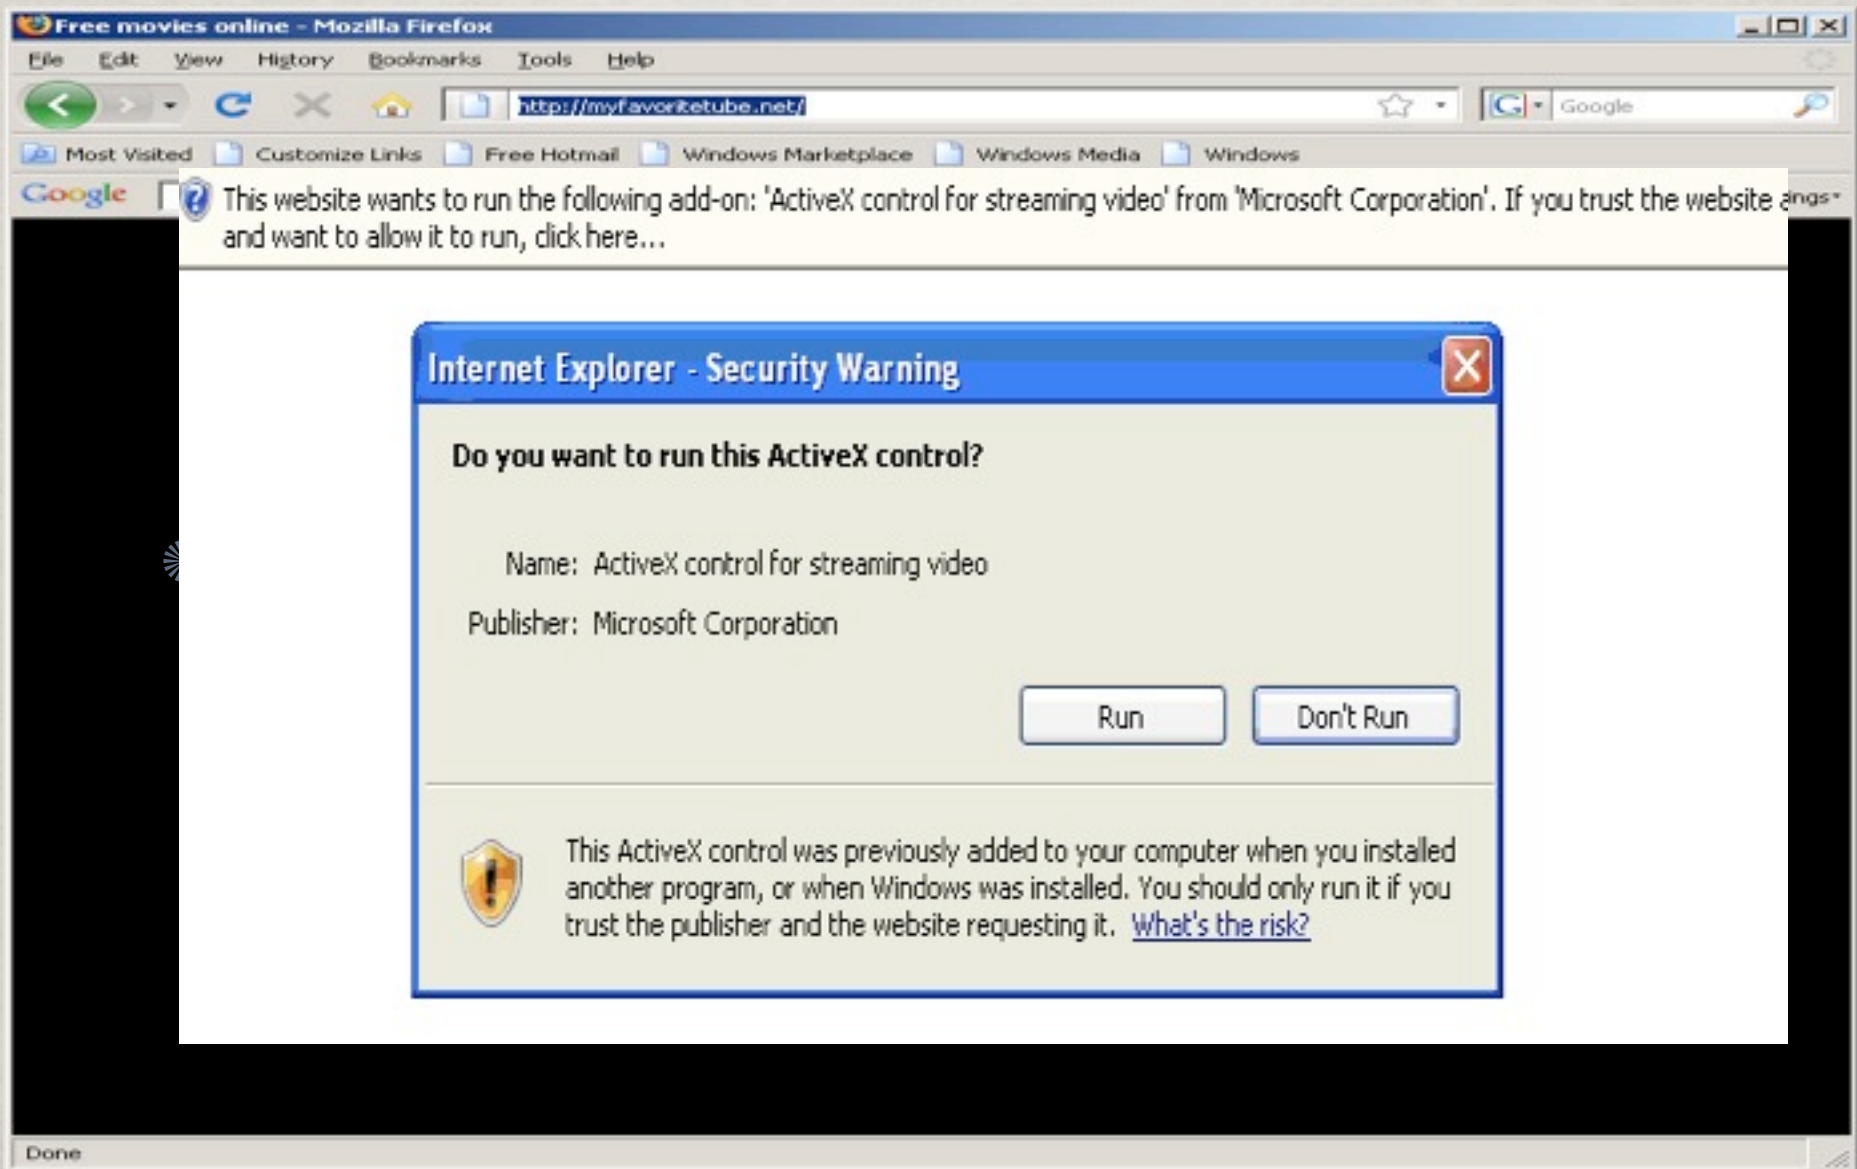 Free movies online - Mozilla Firefox
File Edit View History Bookmarks Tools Help
http://myfavoritetube.net/ Google
Most Visited Customize Links Free Hotmail Windows Marketplace Windows Media Windows
Google
This website wants to run the following add-on: 'ActiveX control for streaming video' from 'Microsoft Corporation'. If you trust the website a ngs
and want to allow it to run, click here...
Internet Explorer - Security Warning
Do you want to run this ActiveX control?
Name: ActiveX control for streaming video
Publisher: Microsoft Corporation
Run Don't Run
This ActiveX control was previously added to your computer when you installed
another program, or when Windows was installed. You should only run it if you
trust the publisher and the website requesting it. What's the risk?
Done